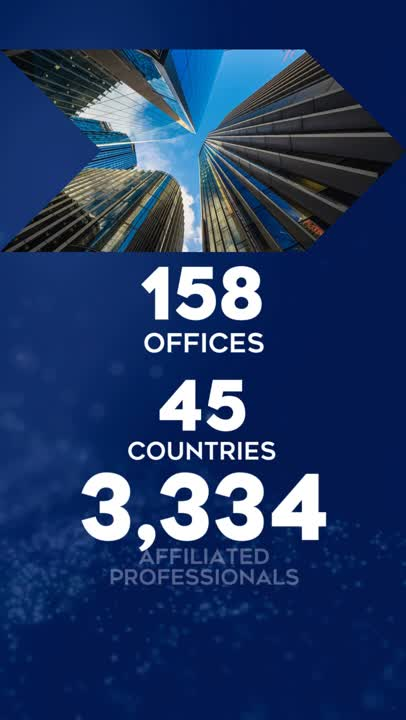 158
OFFICES
45
COUNTRIES
3,334
AFFILIATED
PROFESSIONALS